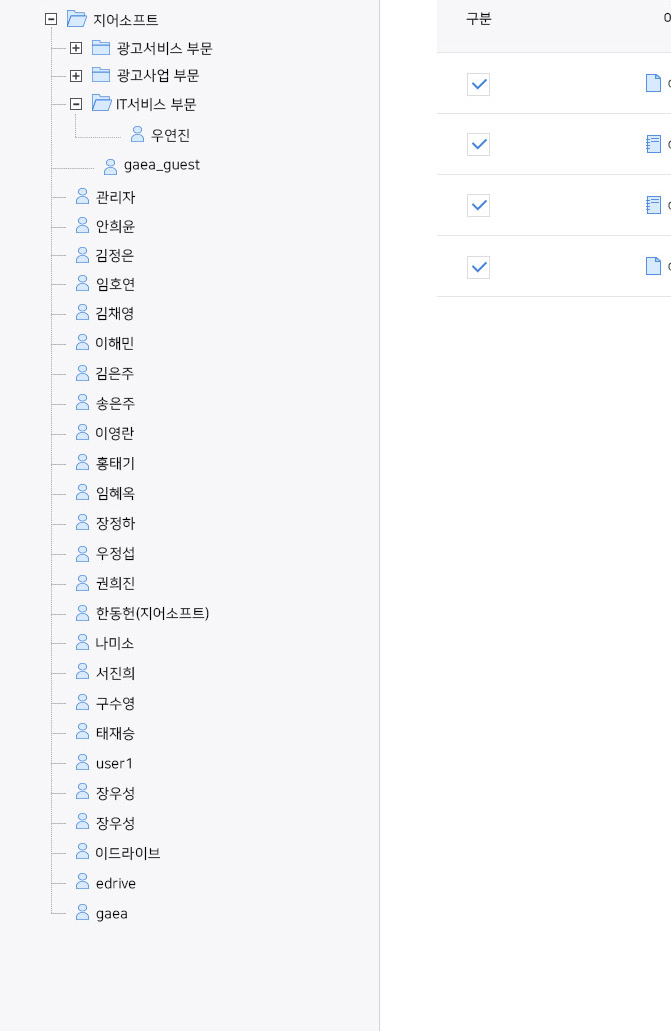 지어소프트
광고서비스 부문
광고사업 부문
IT서비스 부문
우연진
gaea_guest
관리자
안희윤
김정은
임호연
김채영
이해민
김은주
송은주
이영란
홍태기
임혜옥
장정하
우정섭
권희진
한동헌(지어소프트)
나미소
서진희
구수영
태재승
user1
장우성
장우성
이드라이브
edrive
gaea
구분